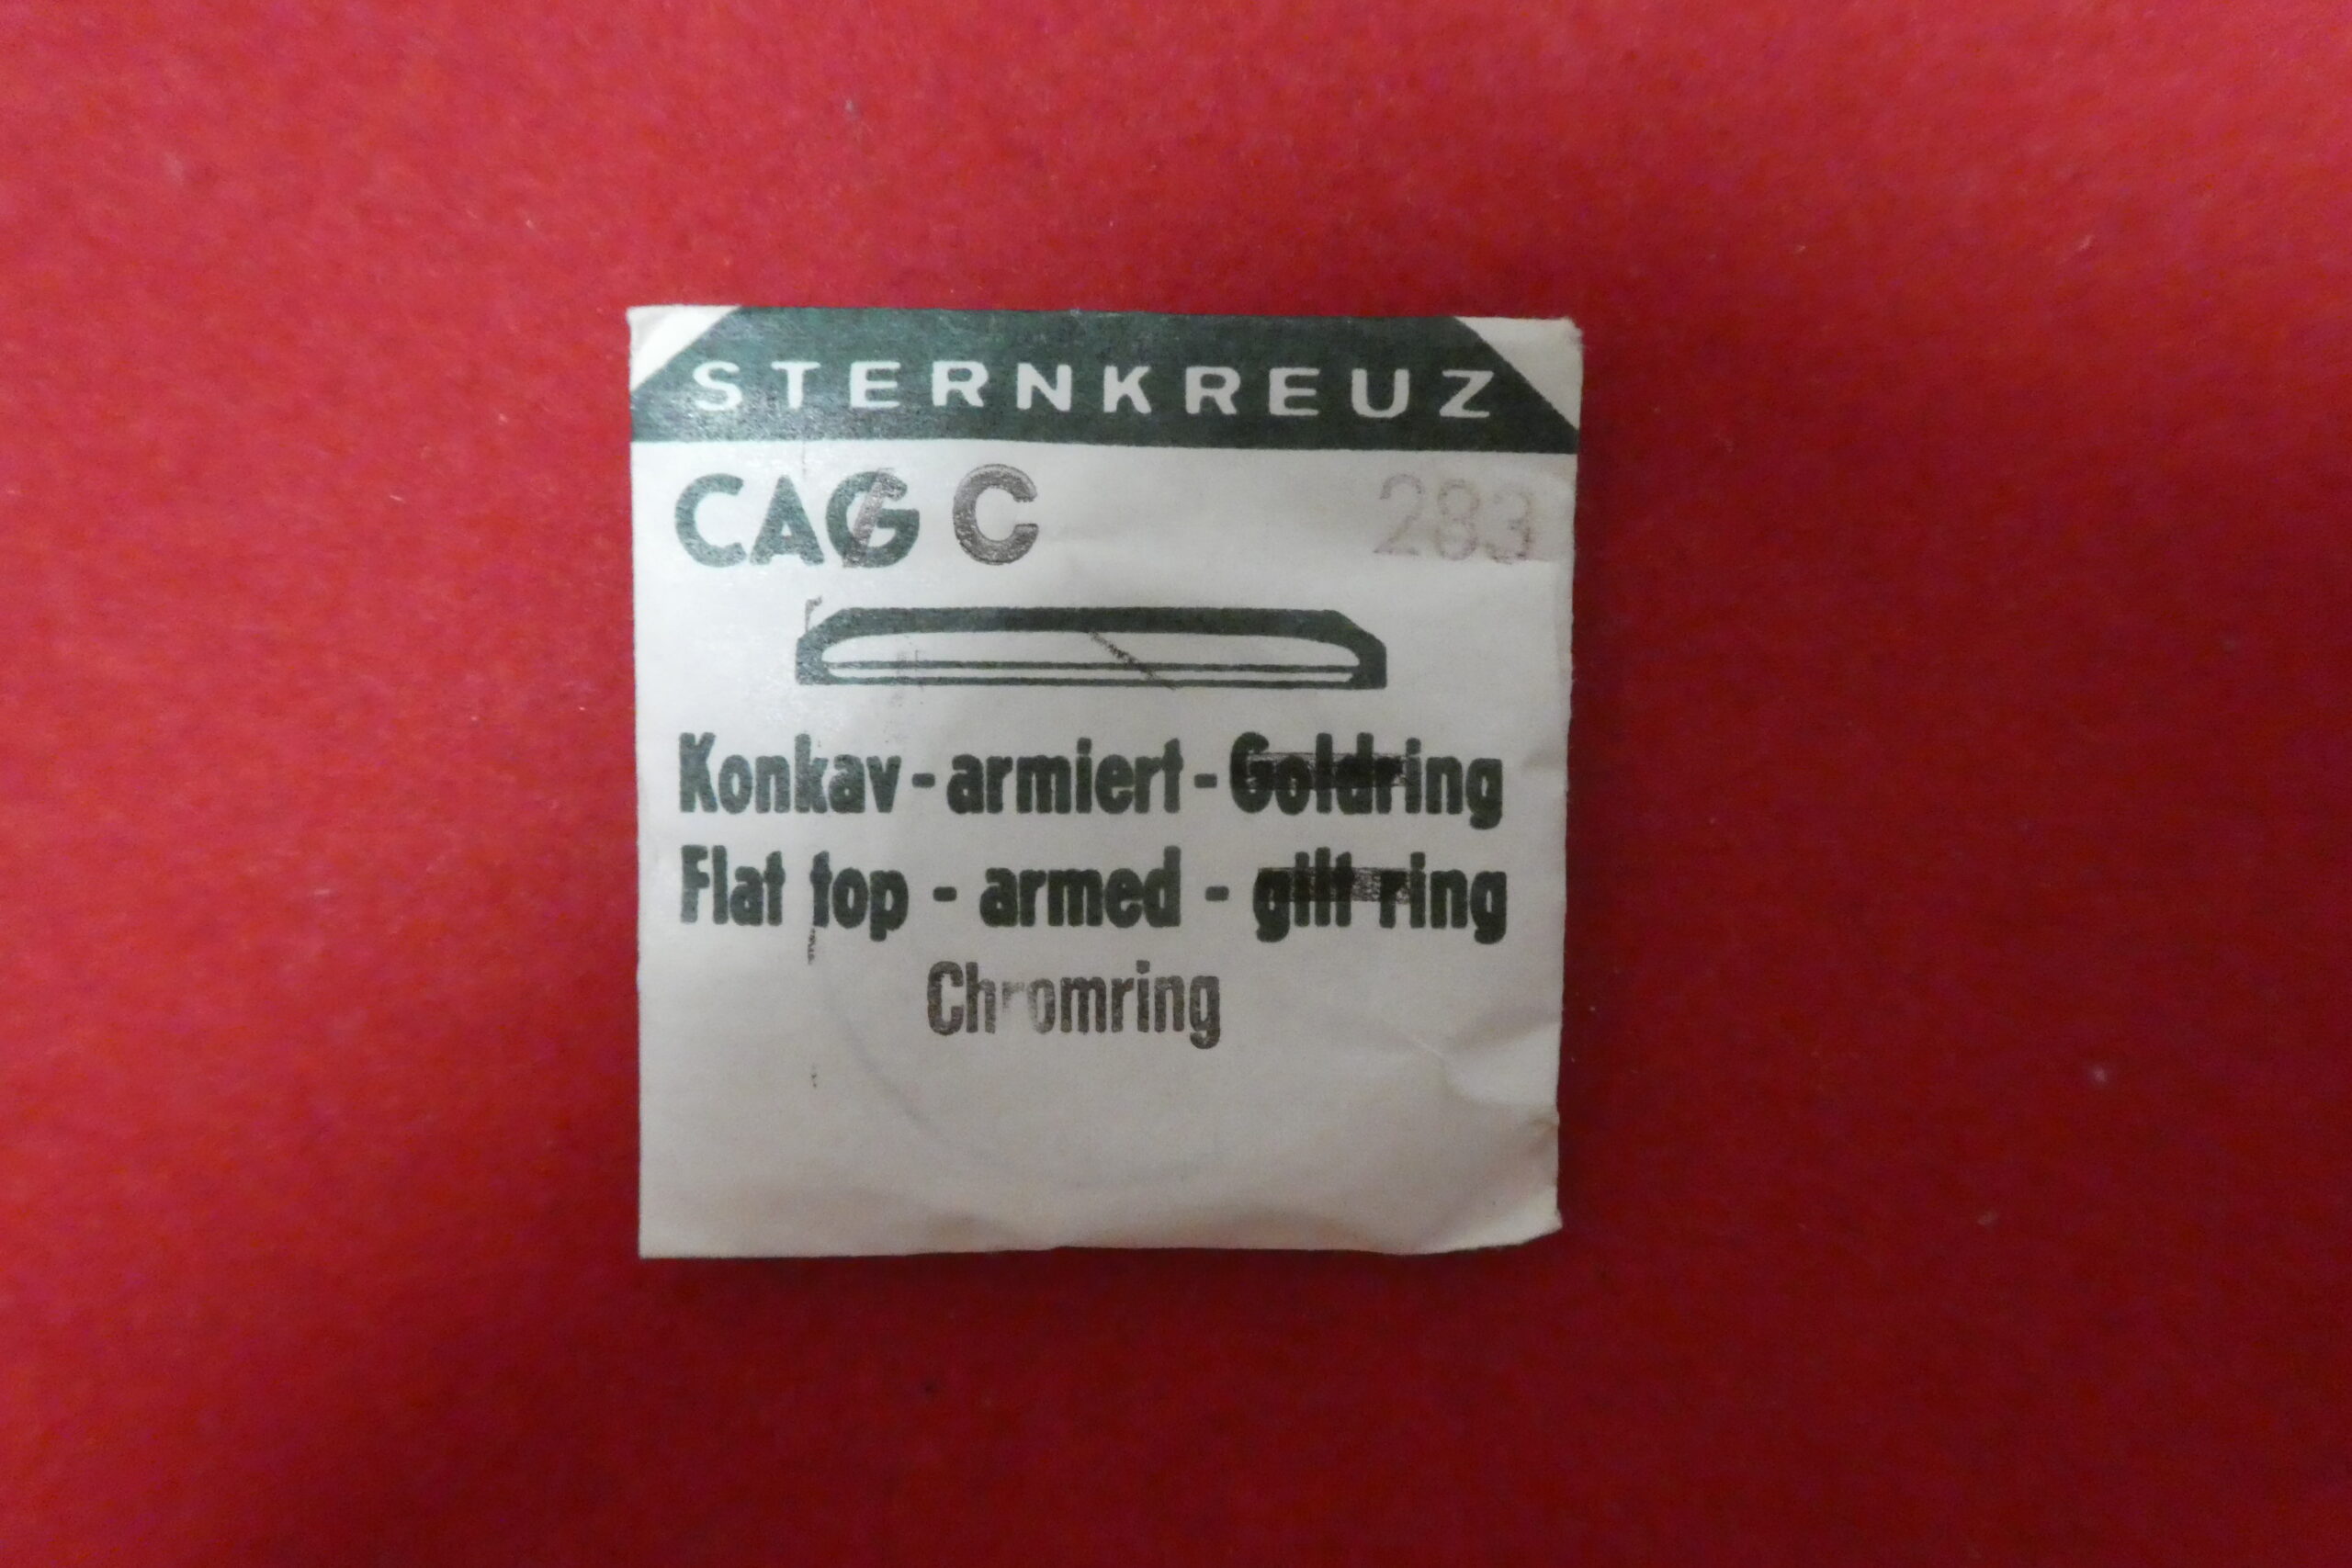 STERNKREUZ
CAG C 283
Konkav - armiert - Goldring
Flat top - armed - gilt ring
Chromring